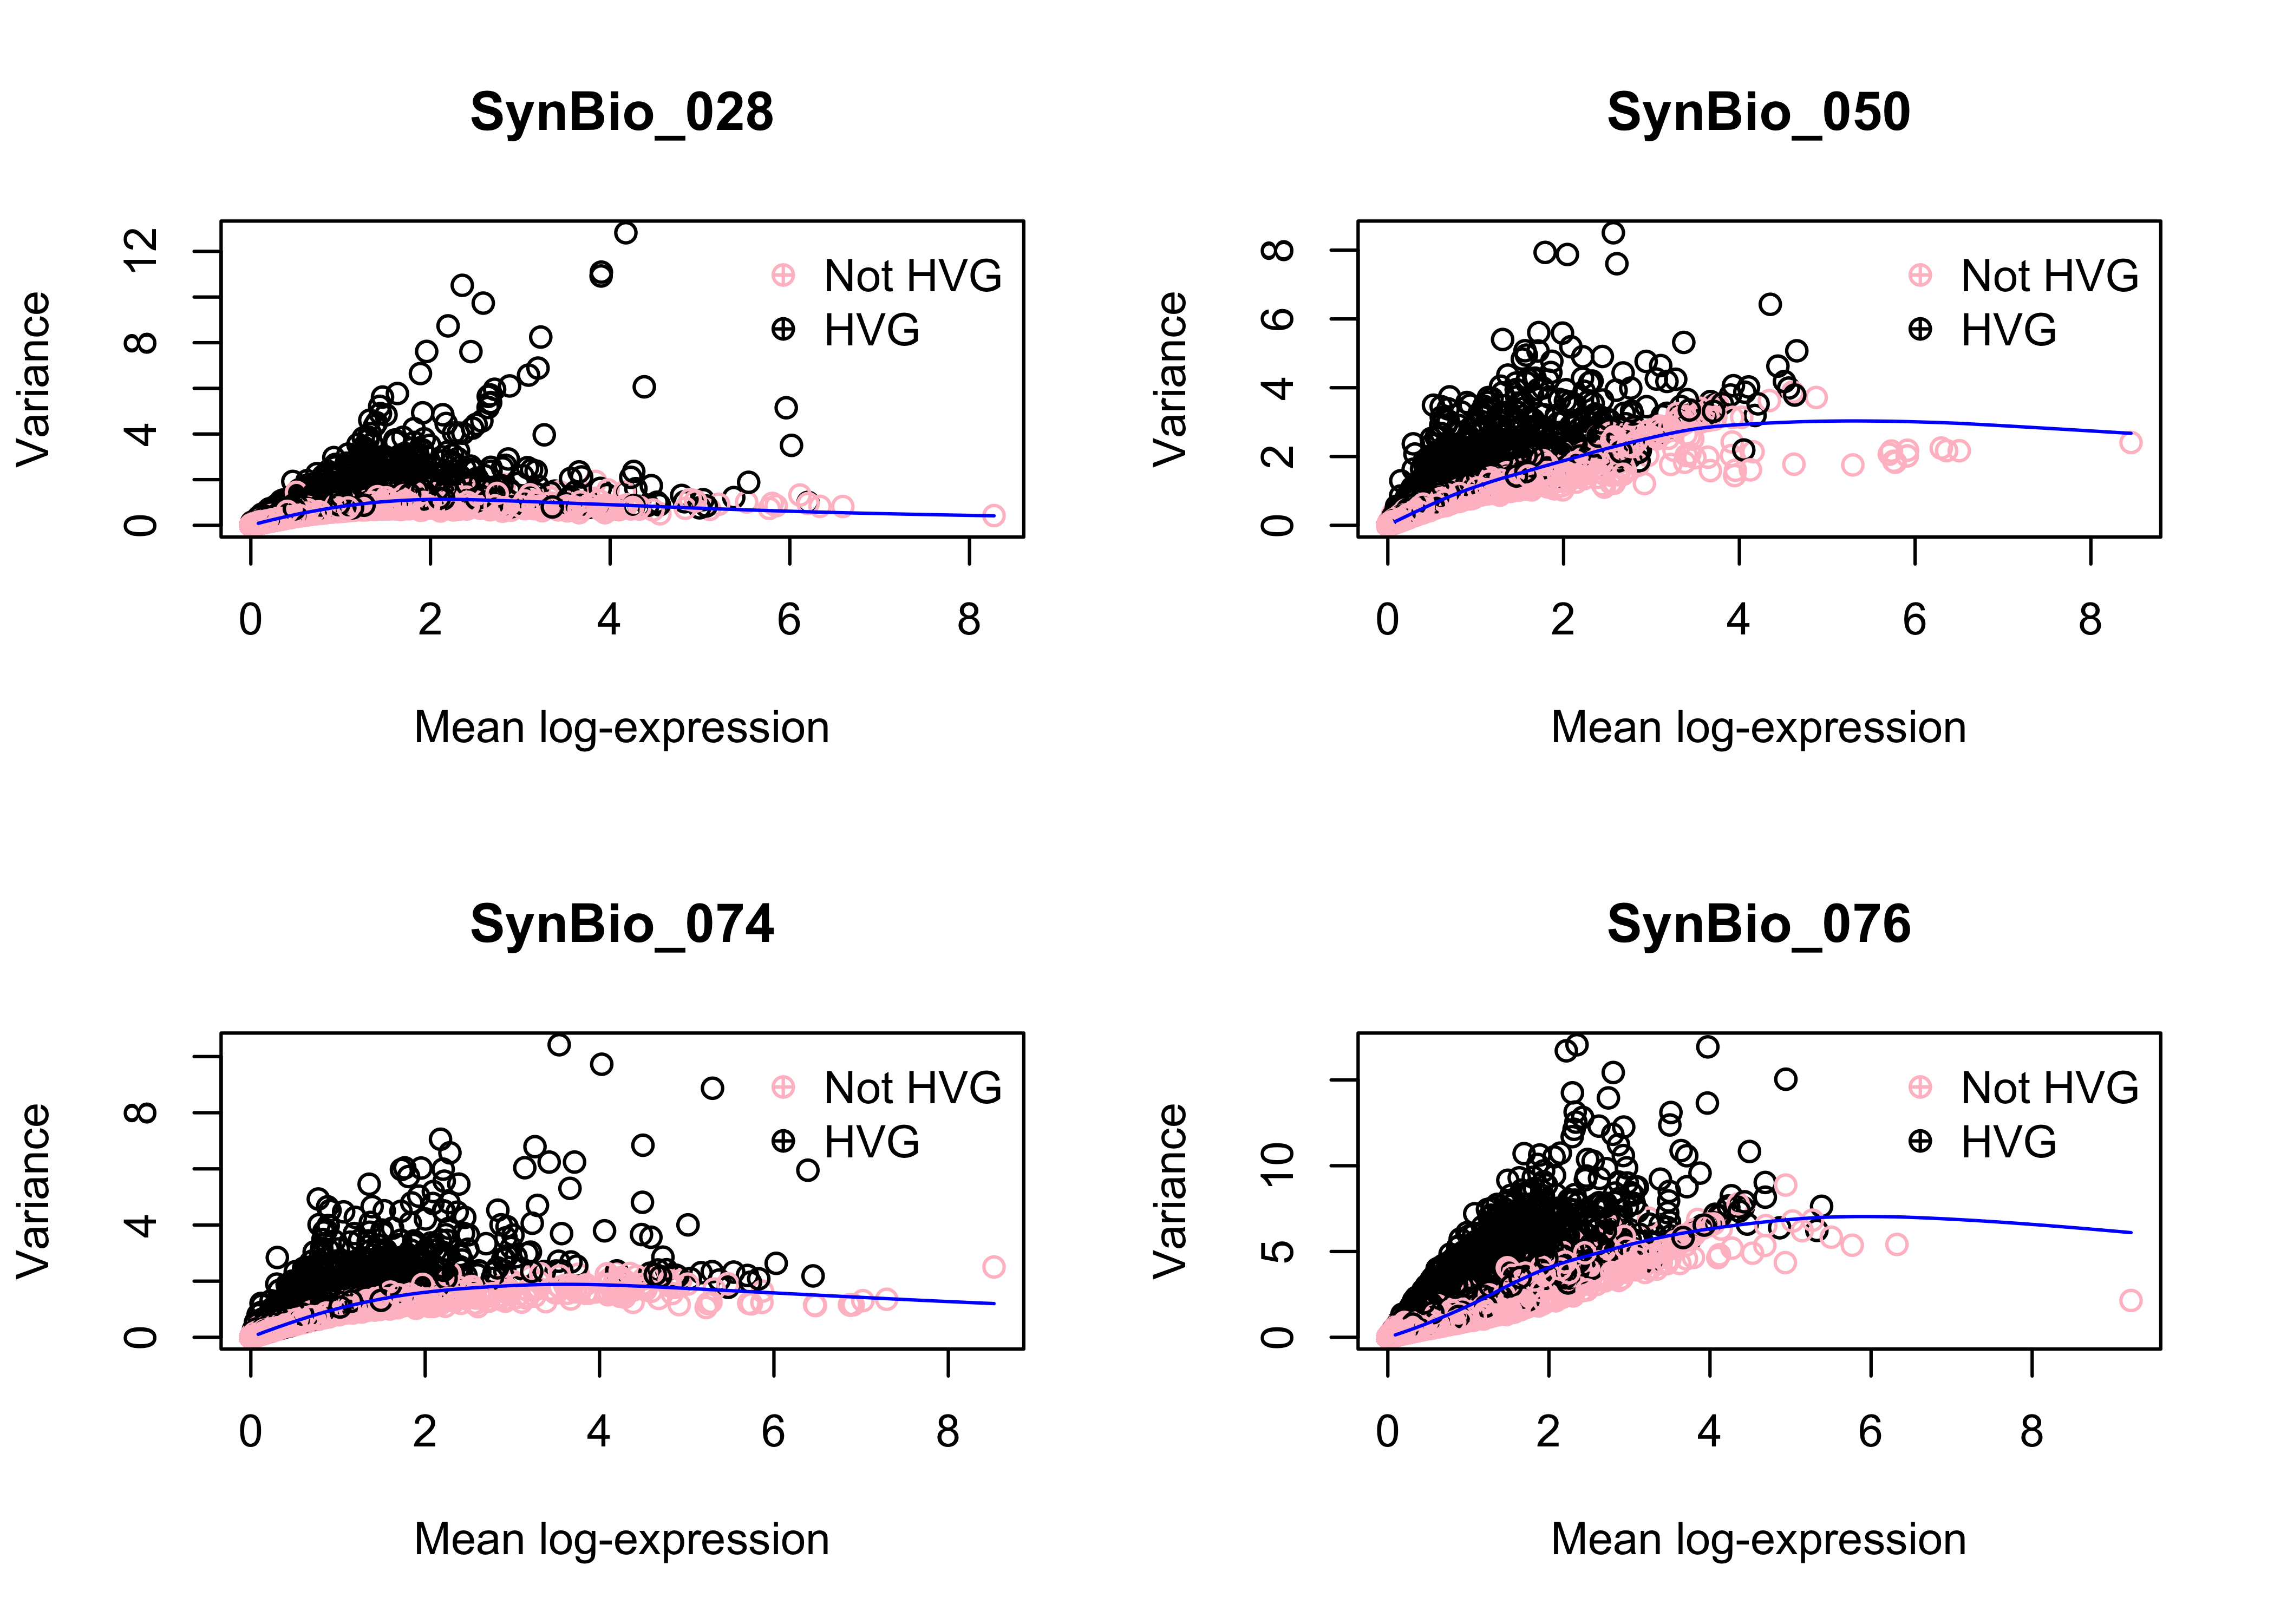 SynBio_028
Variance
12
8
4
0
Not HVG
HVG
0 2 4 6 8
Mean log-expression
SynBio_050
Variance
8
6
4
2
0
Not HVG
HVG
0 2 4 6 8
Mean log-expression
SynBio_074
Variance
8
4
0
Not HVG
HVG
0 2 4 6 8
Mean log-expression
SynBio_076
Variance
10
5
0
Not HVG
HVG
0 2 4 6 8
Mean log-expression